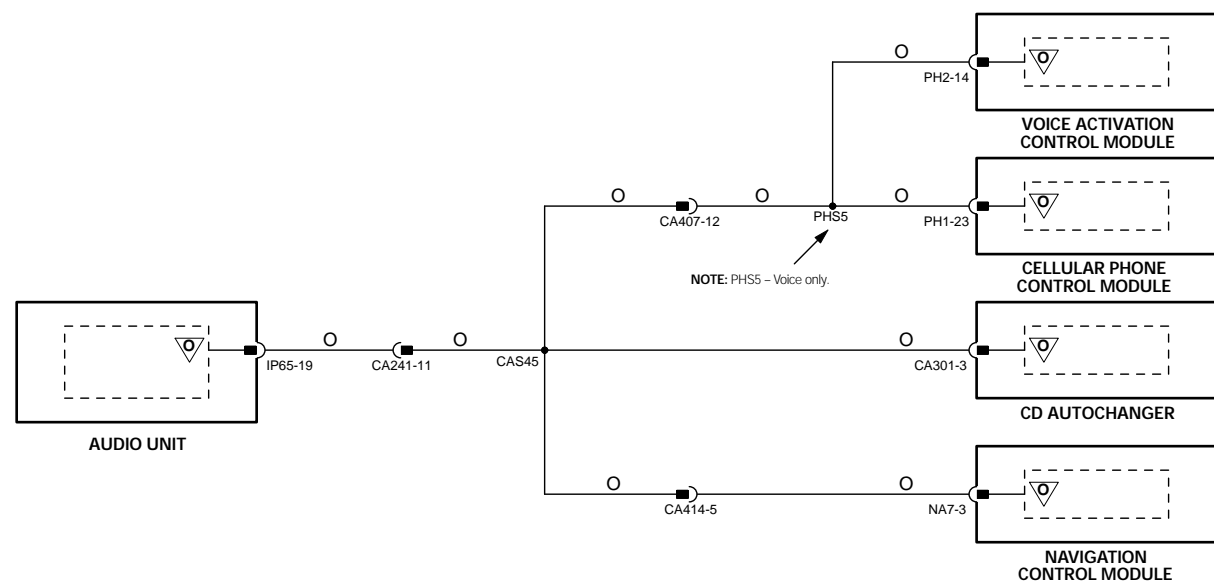 O
O
PH2-14
VOICE ACTIVATION
CONTROL MODULE
O
O
O
O
CA407-12
PHS5
PH1-23
NOTE: PHS5 – Voice only.
CELLULAR PHONE
CONTROL MODULE
O
O
O
O
O
IP65-19
CA241-11
CAS45
CA301-3
AUDIO UNIT
CD AUTOCHANGER
O
O
O
CA414-5
NA7-3
NAVIGATION
CONTROL MODULE